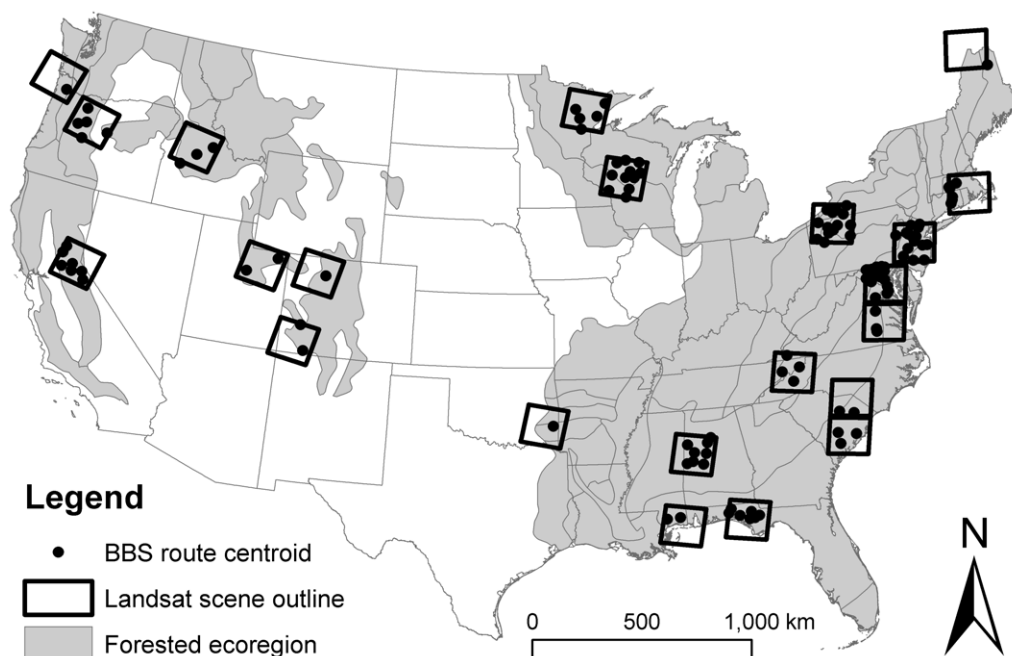 Legend
BBS route centroid
Landsat scene outline
Forested ecoregion
0 500 1,000 km
N